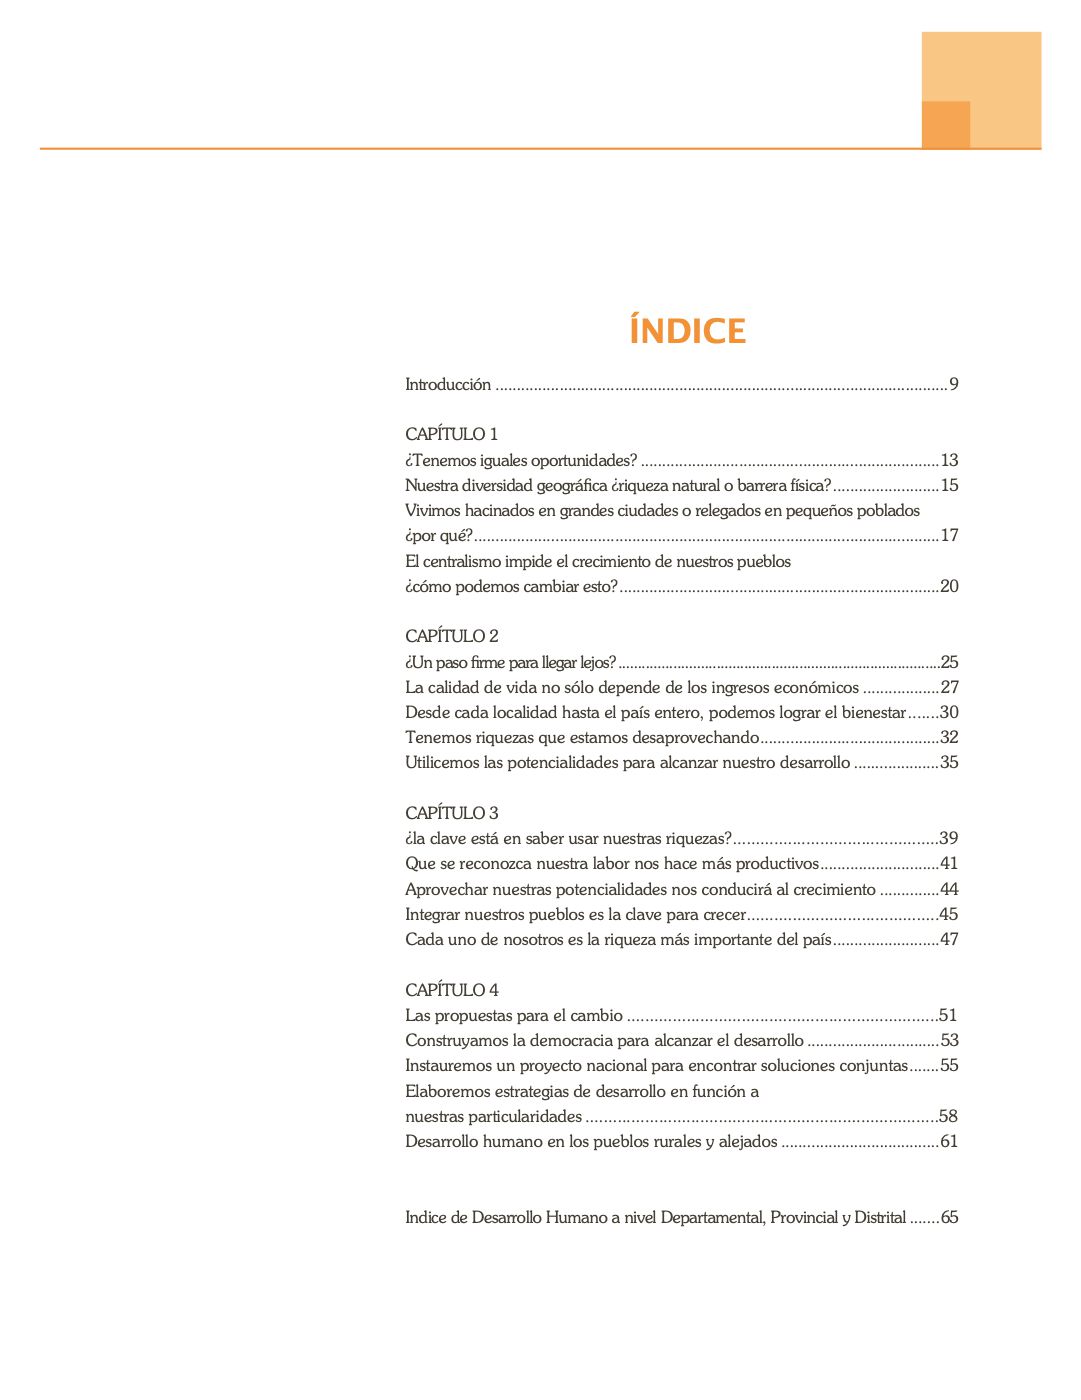 ÍNDICE
Introducción ..........................................................................................................9
CAPÍTULO 1
¿Tenemos iguales oportunidades? ......................................................................13
Nuestra diversidad geográfica ¿riqueza natural o barrera física?.........................15
Vivimos hacinados en grandes ciudades o relegados en pequeños poblados
¿por qué?.............................................................................................................17
El centralismo impide el crecimiento de nuestros pueblos
¿cómo podemos cambiar esto?...........................................................................20
CAPÍTULO 2
¿Un paso firme para llegar lejos?..................................................................................25
La calidad de vida no sólo depende de los ingresos económicos ..................27
Desde cada localidad hasta el país entero, podemos lograr el bienestar.......30
Tenemos riquezas que estamos desaprovechando..........................................32
Utilicemos las potencialidades para alcanzar nuestro desarrollo ....................35
CAPÍTULO 3
¿la clave está en saber usar nuestras riquezas?.............................................39
Que se reconozca nuestra labor nos hace más productivos............................41
Aprovechar nuestras potencialidades nos conducirá al crecimiento ..............44
Integrar nuestros pueblos es la clave para crecer..........................................45
Cada uno de nosotros es la riqueza más importante del país.........................47
CAPÍTULO 4
Las propuestas para el cambio ....................................................................51
Construyamos la democracia para alcanzar el desarrollo ...............................53
Instauremos un proyecto nacional para encontrar soluciones conjuntas.......55
Elaboremos estrategias de desarrollo en función a
nuestras particularidades .............................................................................58
Desarrollo humano en los pueblos rurales y alejados .....................................61
Indice de Desarrollo Humano a nivel Departamental, Provincial y Distrital .......65